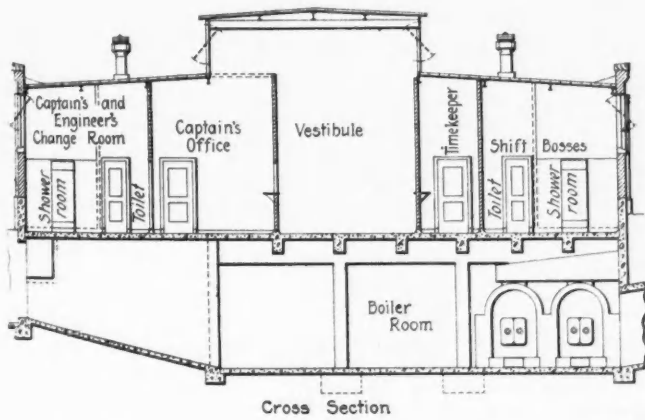 Captain's and
Engineer's
Change Room
Shower
room
Toilet
Captain's
Office
Vestibule
Timekeeper
Shift Bosses
Toilet
Shower
room
Boiler
Room
Cross Section